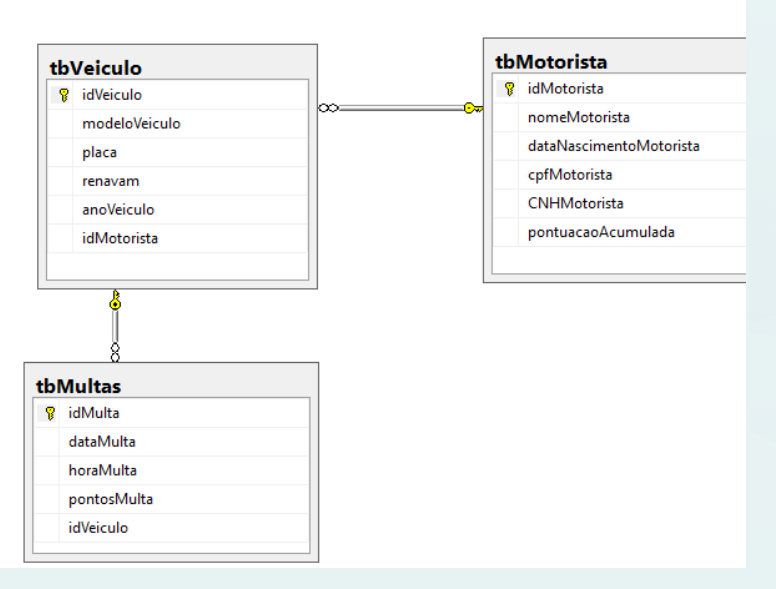 tbVeiculo
idVeiculo
modeloVeiculo
placa
renavam
anoVeiculo
idMotorista
tbMotorista
idMotorista
nomeMotorista
dataNascimentoMotorista
cpfMotorista
CNHMotorista
pontuacaoAcumulada
tbMultas
idMulta
dataMulta
horaMulta
pontosMulta
idVeiculo